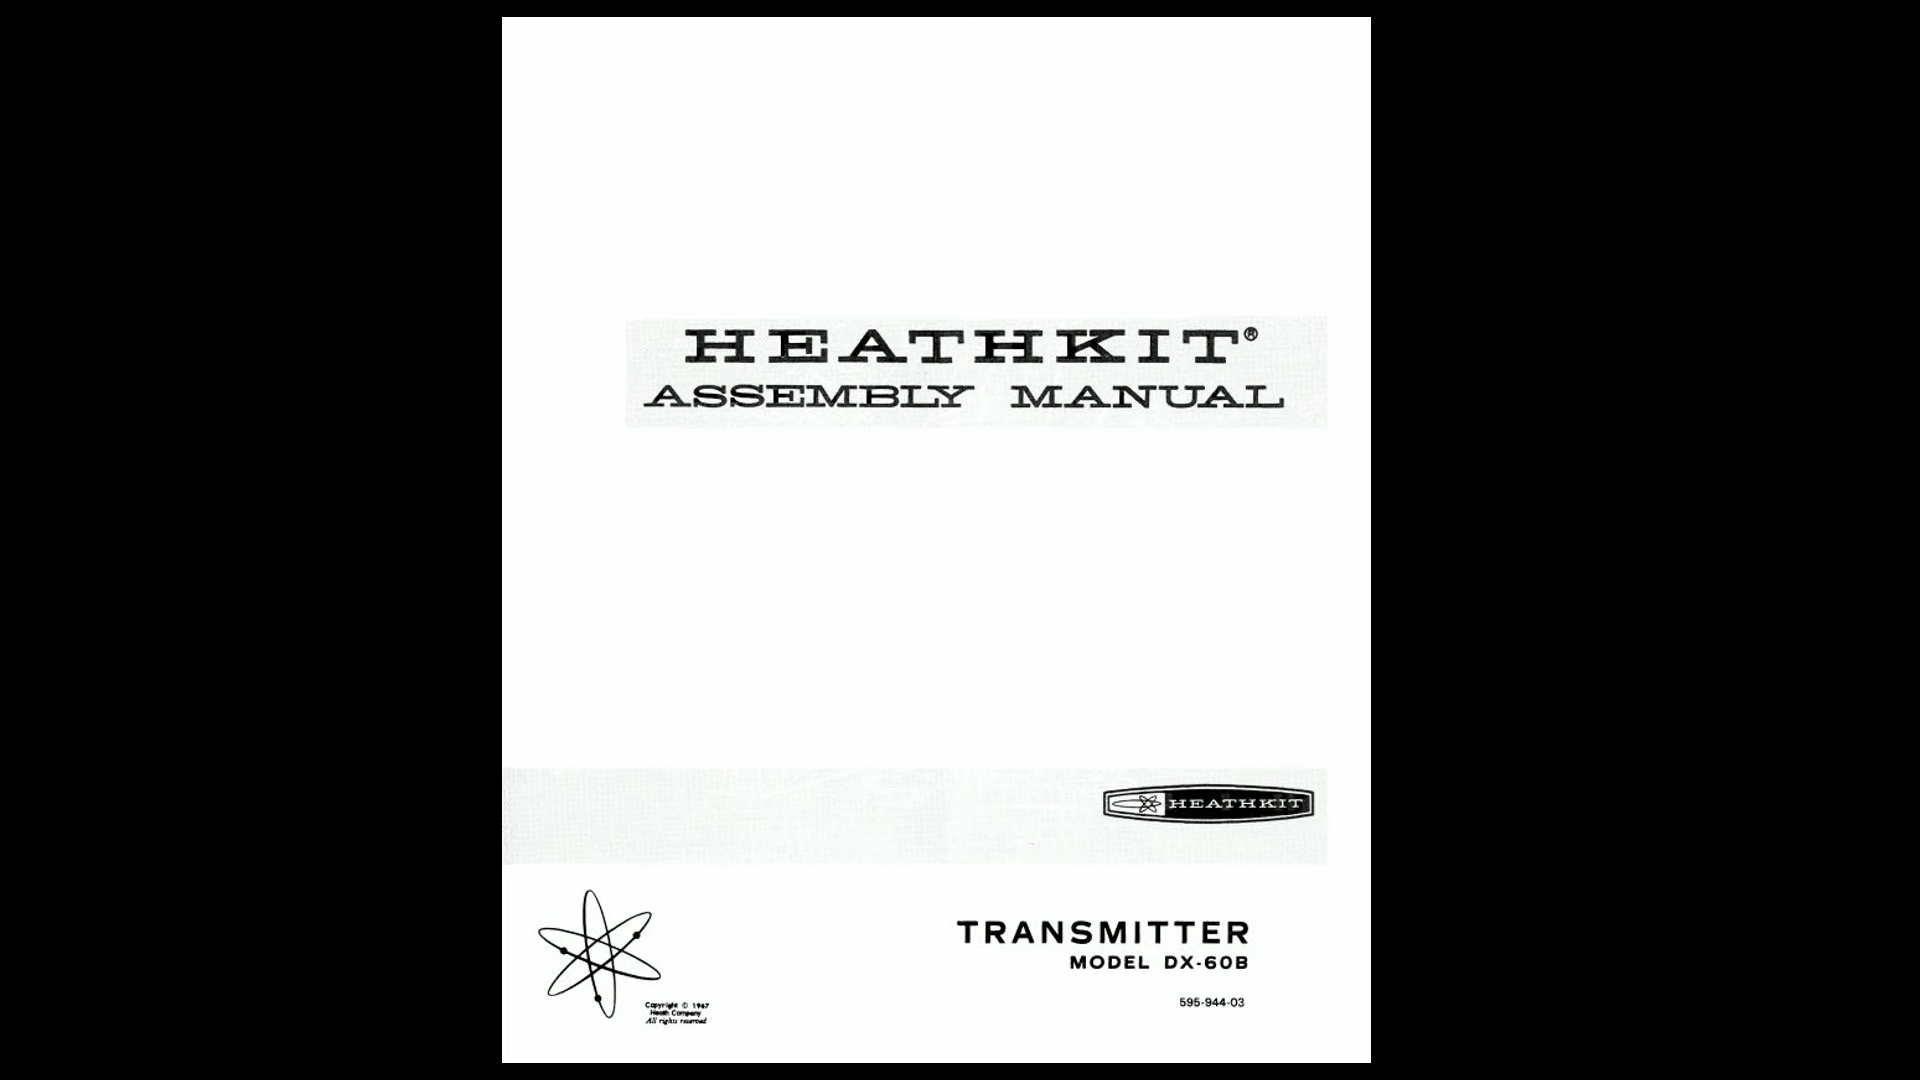 HEATHKIT®
ASSEMBLY MANUAL
HEATHKIT
TRANSMITTER
MODEL DX-60B
595-944-03
Copyright © 1967
Heath Company
All rights reserved